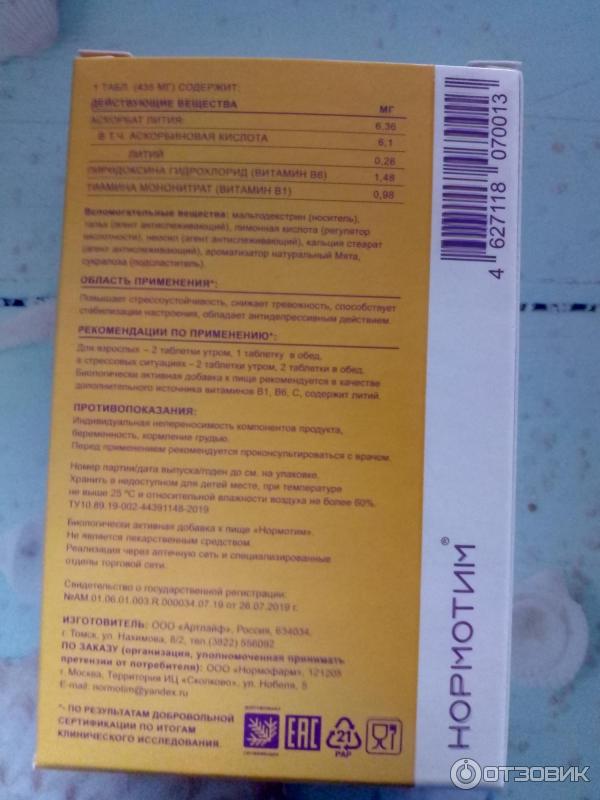 1 ТАБЛ. (435 МГ) СОДЕРЖИТ:
ДЕЙСТВУЮЩИЕ ВЕЩЕСТВА МГ
АСКОРБАТ ЛИТИЯ: 6,36
В Т.Ч. АСКОРБИНОВАЯ КИСЛОТА 6,1
ЛИТИЙ 0,26
ПИРИДОКСИНА ГИДРОХЛОРИД (ВИТАМИН В6) 1,48
ТИАМИНА МОНОНИТРАТ (ВИТАМИН В1) 0,98
Вспомогательные вещества: мальтодекстрин (носитель),
тальк (агент антислеживающий), лимонная кислота (регулятор
кислотности), (агент антислеживающий), кальция стеарат
(агент антислеживающий), ароматизатор натуральный Мята,
сукралоза (подсластитель).
ОБЛАСТЬ ПРИМЕНЕНИЯ*:
Повышает стрессоустойчивость, снижает тревожность, способствует
стабилизации настроения, обладает антидепрессивным действием.
РЕКОМЕНДАЦИИ ПО ПРИМЕНЕНИЮ*:
Для взрослых – 2 таблетки утром, 1 таблетку в обед,
в стрессовых ситуациях – 2 таблетки утром, 2 таблетки в обед.
Биологически активная добавка к пище рекомендуется в качестве
дополнительного источника витаминов В1, В6, С, содержит литий.
ПРОТИВОПОКАЗАНИЯ:
Индивидуальная непереносимость компонентов продукта,
беременность, кормление грудью.
Перед применением рекомендуется проконсультироваться с врачом.
Номер партии/дата выпуска/годен до см. на упаковке.
Хранить в недоступном для детей месте, при температуре
не выше 25 ºС и относительной влажности воздуха не более 60%.
ТУ10.89.19-002-44391148-2019
Биологически активная добавка к пище «Нормотим».
Не является лекарственным средством.
Реализация через аптечную сеть и специализированные
отделы торговой сети.
Свидетельство о государственной регистрации:
№АМ.01.06.01.003.R.000034.07.19 от 26.07.2019 г.
ИЗГОТОВИТЕЛЬ: ООО «Артлайф», Россия, 634034,
г. Томск, ул. Нахимова, 8/2, тел.(3822) 556092
ПО ЗАКАЗУ (организация, уполномоченная принимать
претензии от потребителя): ООО «Нормофарм», 121205
г. Москва, Территория ИЦ «Сколково», ул. Нобеля, 5
E-mail: normotim@yandex.ru
*- ПО РЕЗУЛЬТАТАМ ДОБРОВОЛЬНОЙ
СЕРТИФИКАЦИИ ПО ИТОГАМ
КЛИНИЧЕСКОГО ИССЛЕДОВАНИЯ.
EAC
21
PAP
4 627118 070013
НОРМОТИМ®
ОТЗОВИК